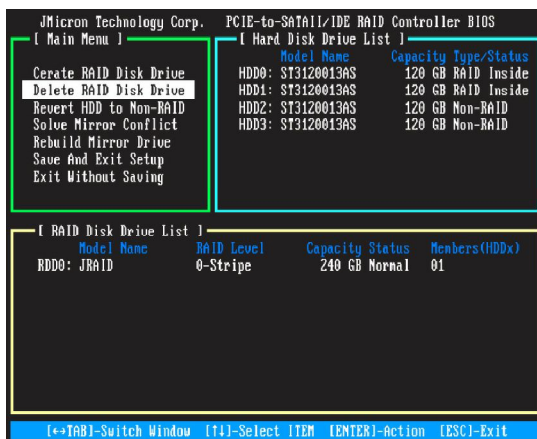 JMicron Technology Corp. PCIE-to-SATAII/IDE RAID Controller BIOS
[ Main Menu ]
Cerate RAID Disk Drive
Delete RAID Disk Drive
Revert HDD to Non-RAID
Solve Mirror Conflict
Rebuild Mirror Drive
Save And Exit Setup
Exit Without Saving
[ Hard Disk Drive List ]
Model Name Capacity Type/Status
HDD0: ST3120013AS 120 GB RAID Inside
HDD1: ST3120013AS 120 GB RAID Inside
HDD2: ST3120013AS 120 GB Non-RAID
HDD3: ST3120013AS 120 GB Non-RAID
[ RAID Disk Drive List ]
Model Name RAID Level Capacity Status Members(HDDx)
RDD0: JRAID 0-Stripe 240 GB Normal 01
[↔TAB]-Switch Window [↑↓]-Select ITEM [ENTER]-Action [ESC]-Exit